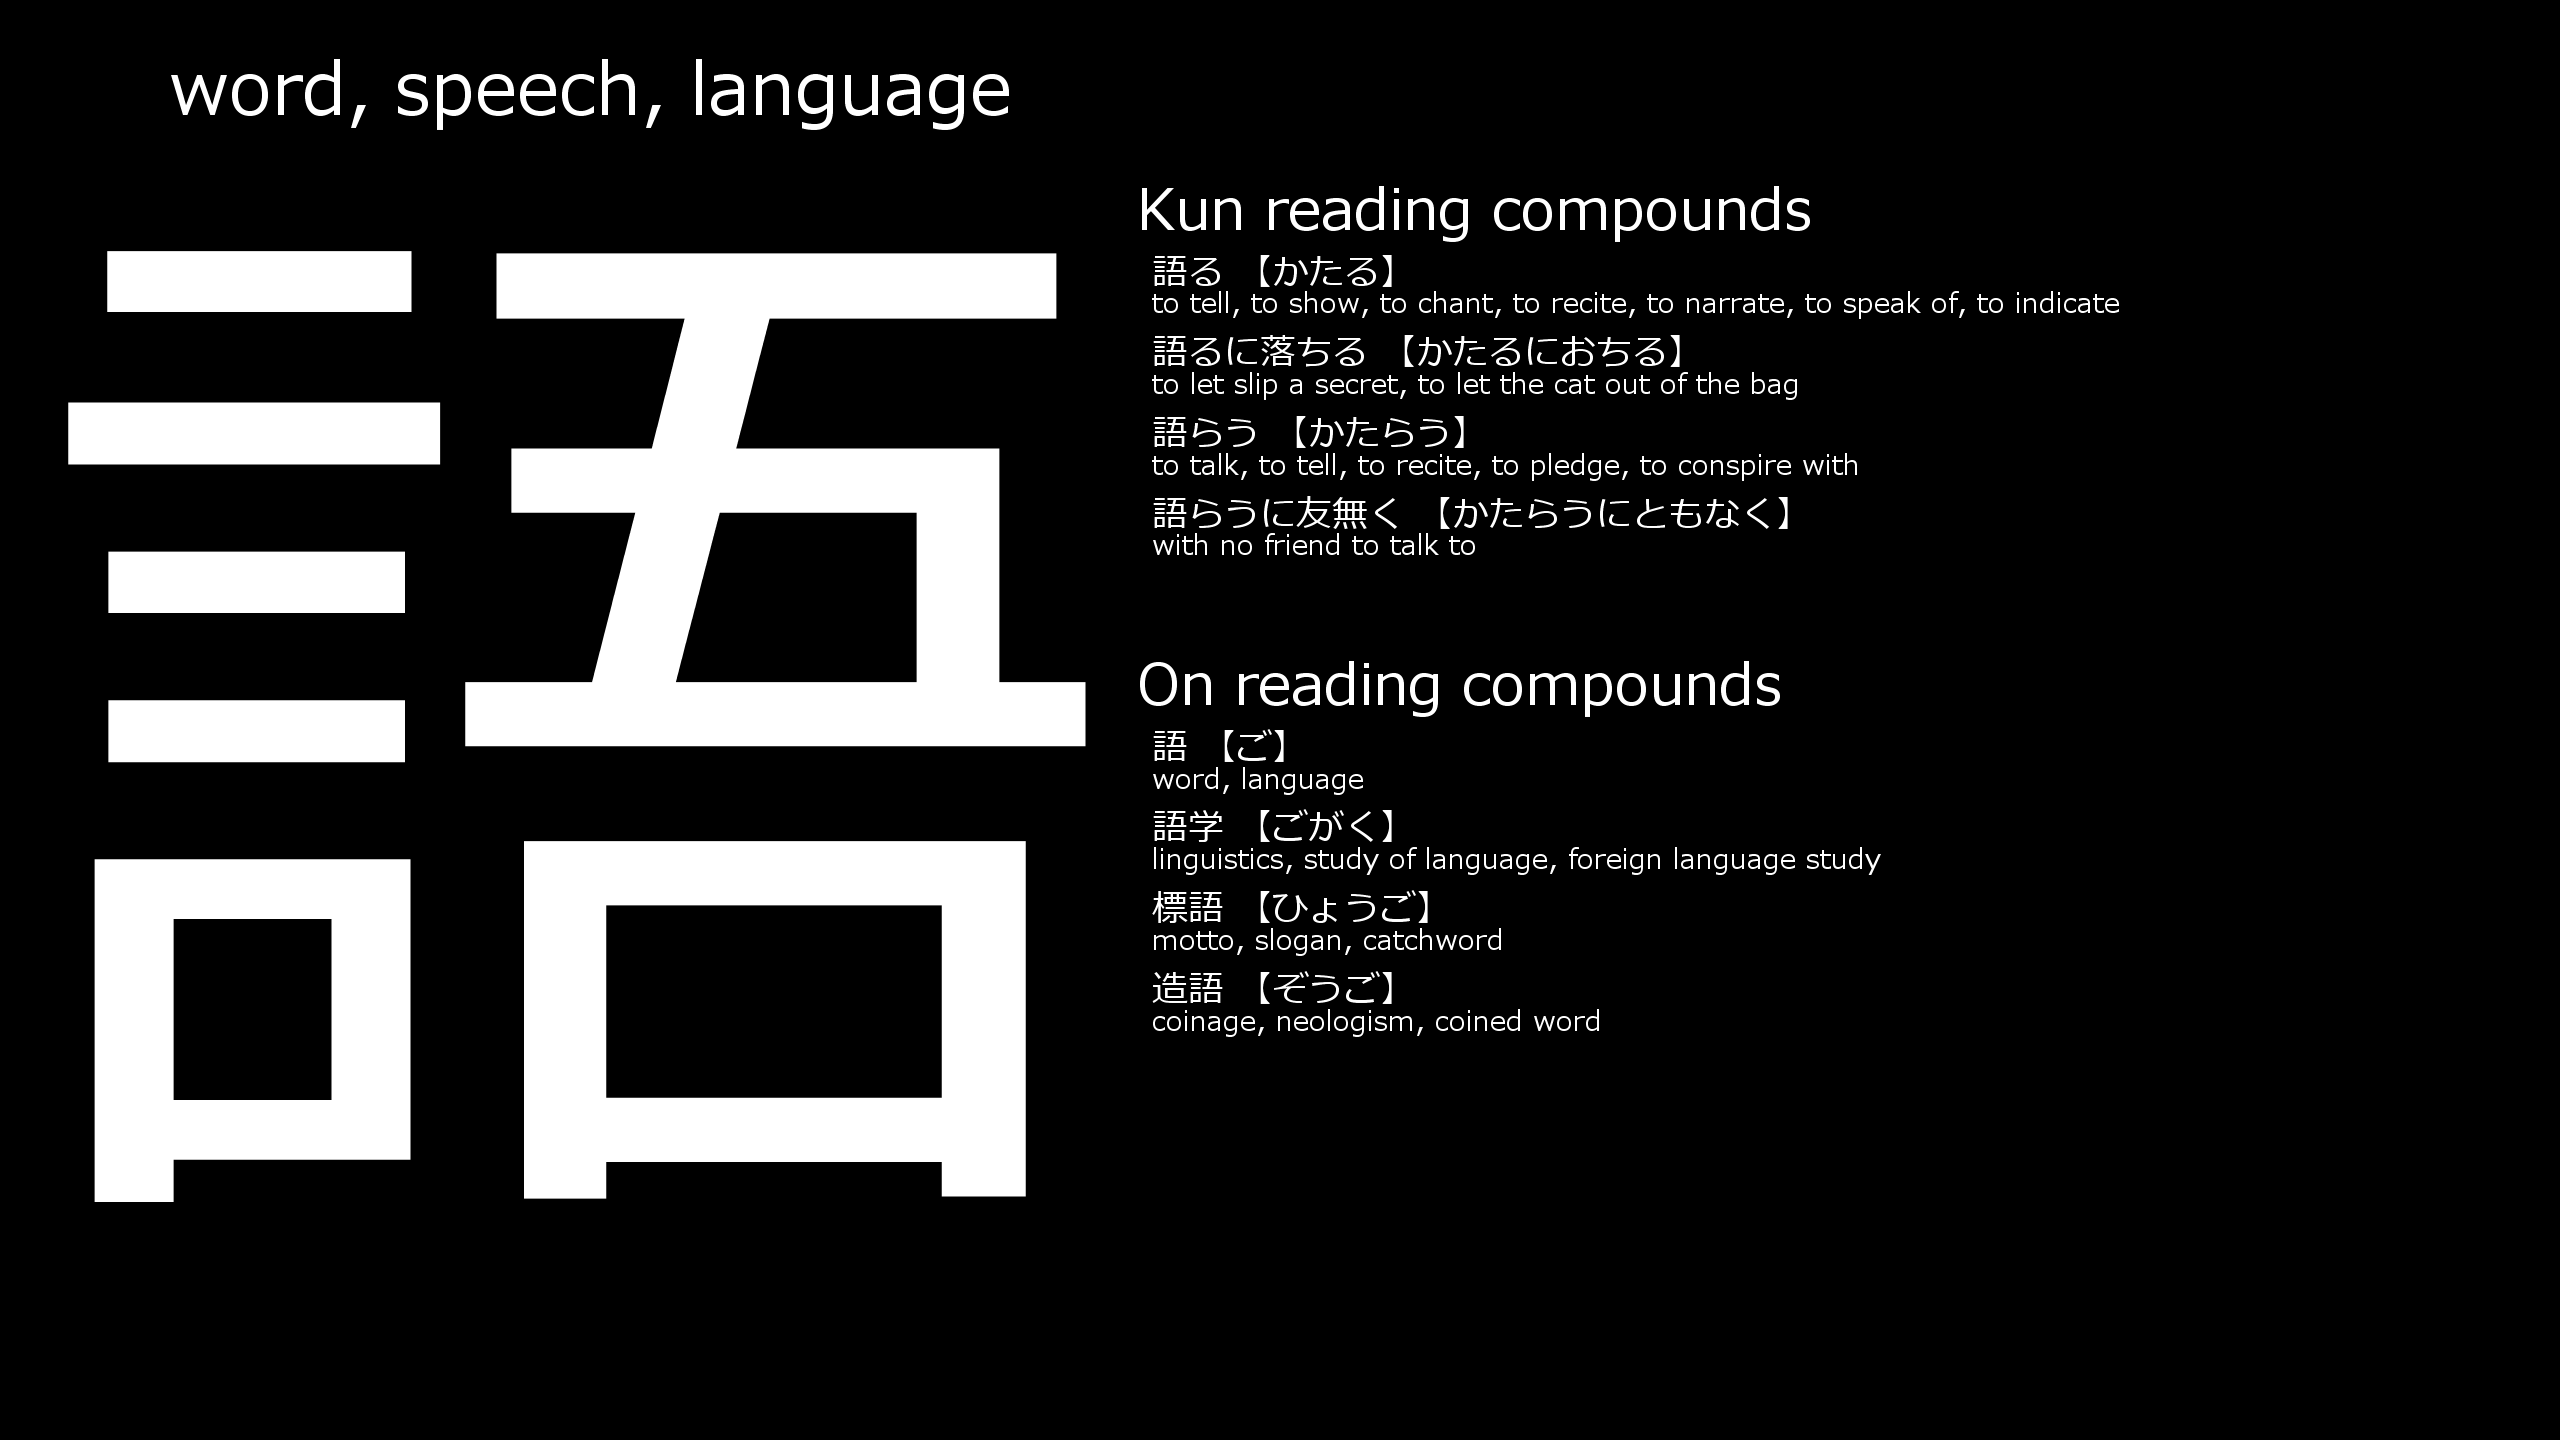 word, speech, language
語
Kun reading compounds
語る 【かたる】
to tell, to show, to chant, to recite, to narrate, to speak of, to indicate
語るに落ちる 【かたるにおちる】
to let slip a secret, to let the cat out of the bag
語らう 【かたらう】
to talk, to tell, to recite, to pledge, to conspire with
語らうに友無く 【かたらうにともなく】
with no friend to talk to
On reading compounds
語 【ご】
word, language
語学 【ごがく】
linguistics, study of language, foreign language study
標語 【ひょうご】
motto, slogan, catchword
造語 【ぞうご】
coinage, neologism, coined word